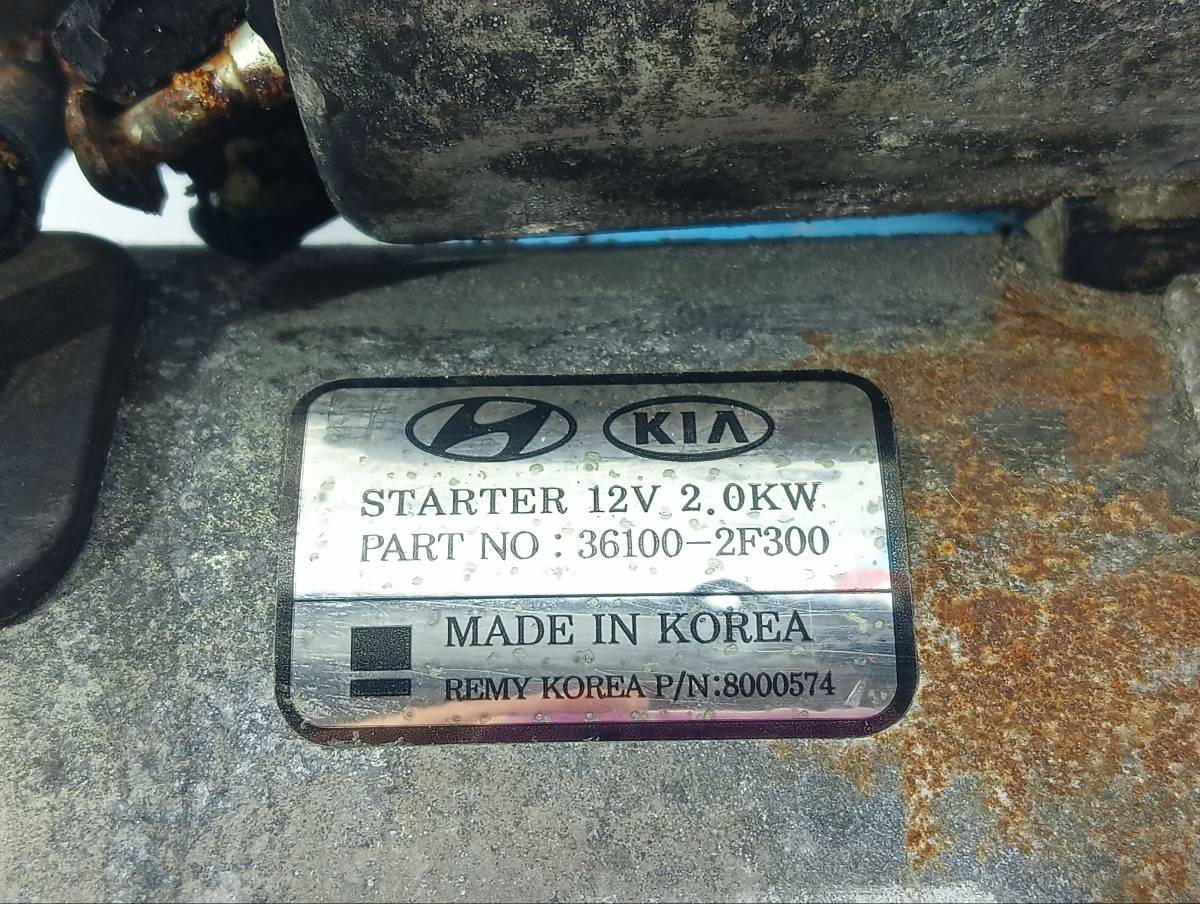 KIA
STARTER 12V 2.0KW
PART NO : 36100-2F300
MADE IN KOREA
REMY KOREA P/N:8000574